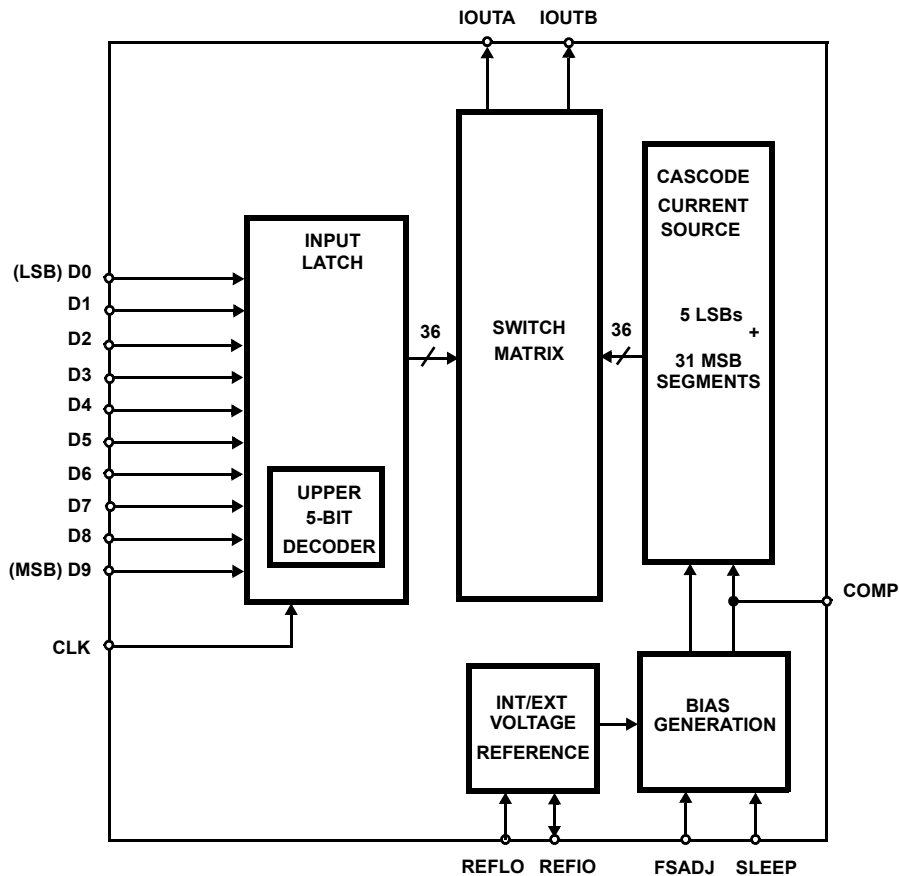 IOUTA IOUTB
CASCODE
CURRENT
SOURCE
INPUT
LATCH
(LSB) D0
D1
D2
D3
D4
D5
D6
D7
D8
(MSB) D9
CLK
36
SWITCH
MATRIX
36
5 LSBs
+
31 MSB
SEGMENTS
UPPER
5-BIT
DECODER
COMP
INT/EXT
VOLTAGE
REFERENCE
BIAS
GENERATION
REFLO REFIO FSADJ SLEEP